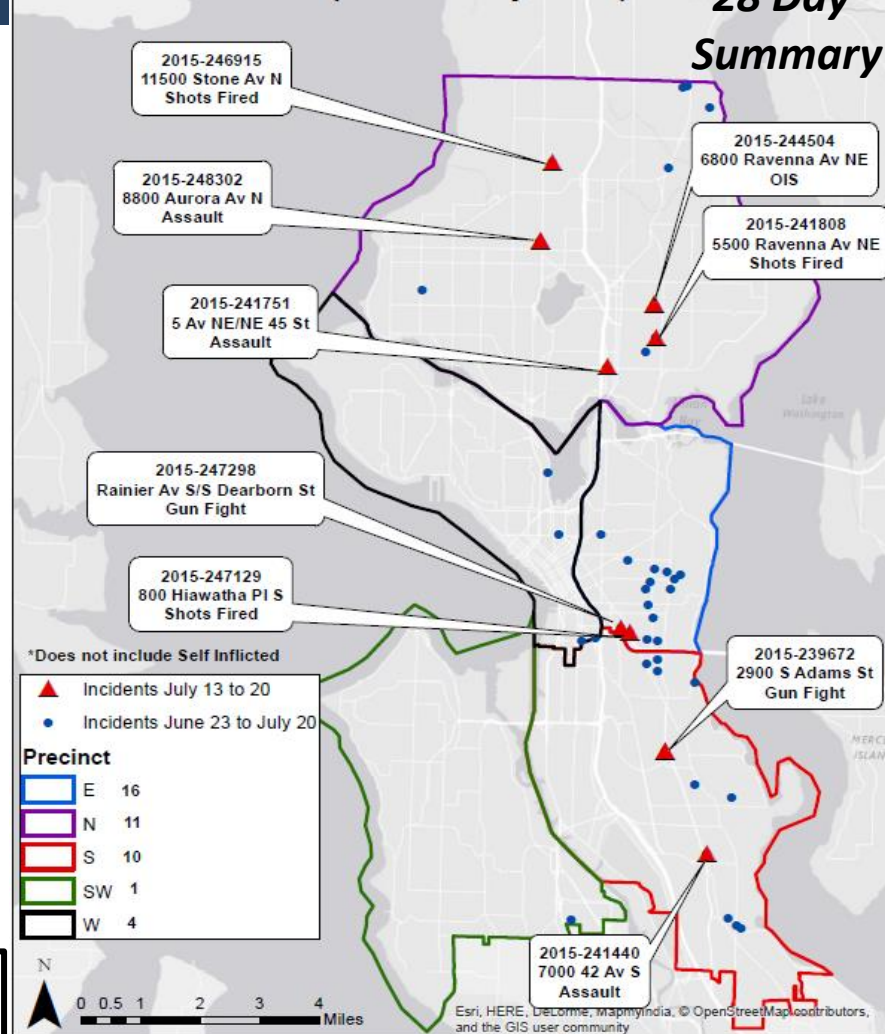 28 Day
Summary
2015-246915
11500 Stone Av N
Shots Fired
2015-244504
6800 Ravenna Av NE
OIS
2015-248302
8800 Aurora Av N
Assault
2015-241808
5500 Ravenna Av NE
Shots Fired
2015-241751
5 Av NE/NE 45 St
Assault
Lake
Washington
2015-247298
Rainier Av S/S Dearborn St
Gun Fight
2015-247129
800 Hiawatha Pl S
Shots Fired
2015-239672
2900 S Adams St
Gun Fight
*Does not include Self Inflicted
Incidents July 13 to 20
Incidents June 23 to July 20
Precinct
E 16
N 11
S 10
SW 1
W 4
ISLAN
2015-241440
7000 42 Av S
Assault
N
0 0.5 1 2 3 4
Miles
Esri, HERE, DeLorme, MapmyIndia, © OpenStreetMap contributors,
and the GIS user community